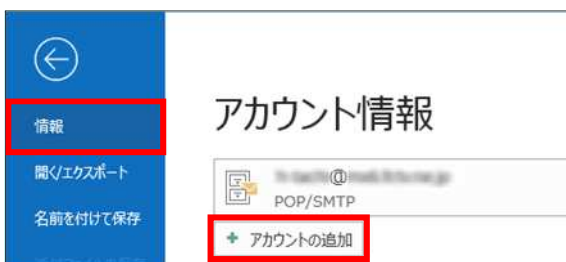 情報
開く/エクスポート
名前を付けて保存
アカウント情報
@
POP/SMTP
+ アカウントの追加